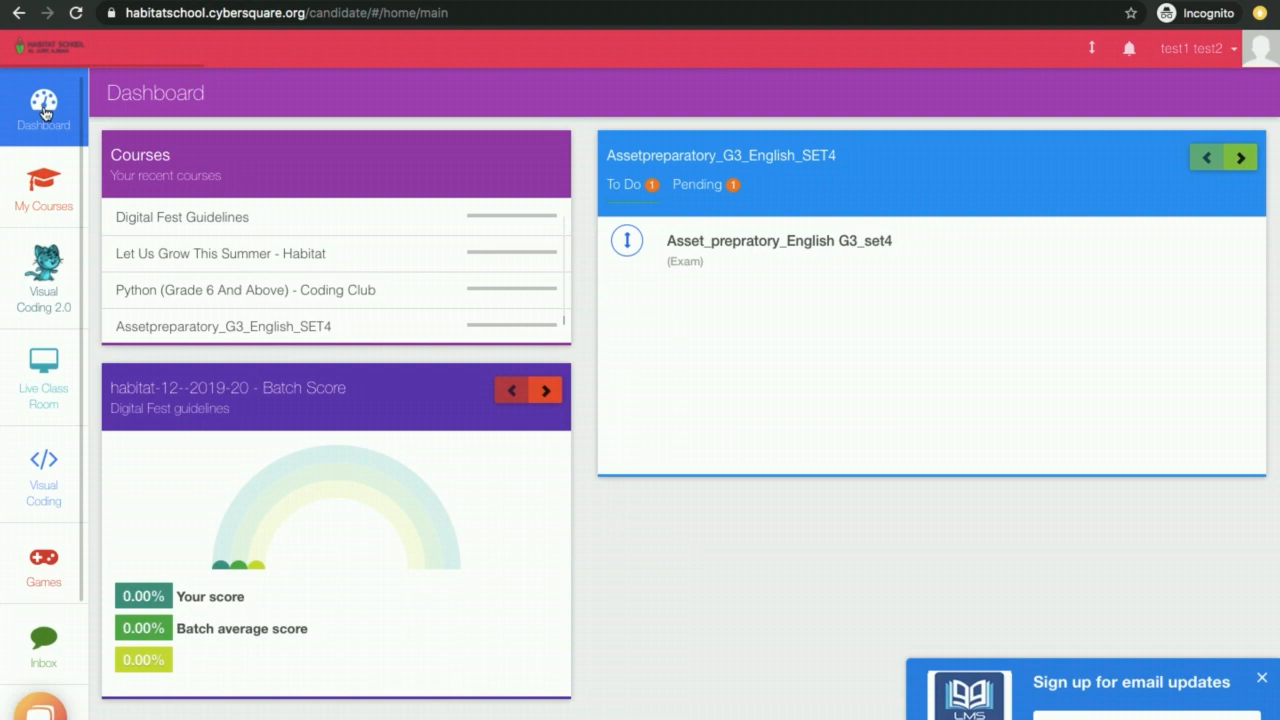 habitatschool.cybersquare.org/candidate/#/home/main
Incognito
HABITAT SCHOOL
test1 test2
Dashboard
Dashboard
My Courses
Visual
Coding 2.0
Live Class
Room
Visual
Coding
Games
Inbox
Courses
Your recent courses
Digital Fest Guidelines
Let Us Grow This Summer - Habitat
Python (Grade 6 And Above) - Coding Club
Assetpreparatory_G3_English_SET4
habitat-12--2019-20 - Batch Score
Digital Fest guidelines
0.00% Your score
0.00% Batch average score
0.00%
Assetpreparatory_G3_English_SET4
To Do 1 Pending 1
Asset_prepratory_English G3_set4
(Exam)
Sign up for email updates
LMS